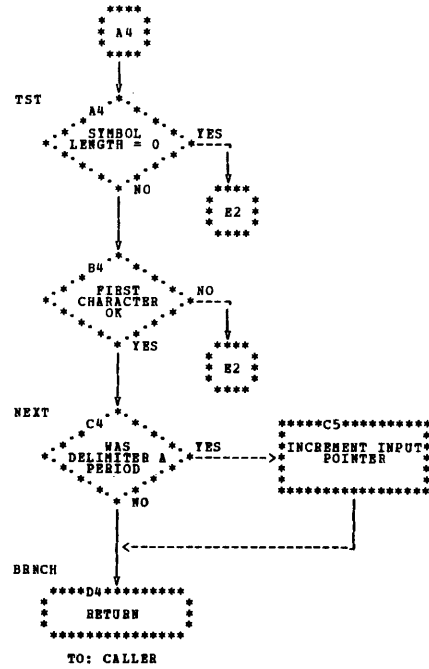 A4
TST
A4
SYMBOL
LENGTH = 0
YES
NO
E2
B4
FIRST
CHARACTER
OK
NO
YES
E2
NEXT
C4
WAS
DELIMITER A
PERIOD
YES
NO
C5
INCREMENT INPUT
POINTER
BRNCH
D4
RETURN
TO: CALLER